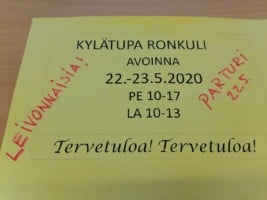 KYLÄTUPA RONKULI
AVOINNA
22.-23.5.2020
PE 10-17
LA 10-13
Tervetuloa! Tervetuloa!
LEIVONNAISIA!
PARTURI
22.5.